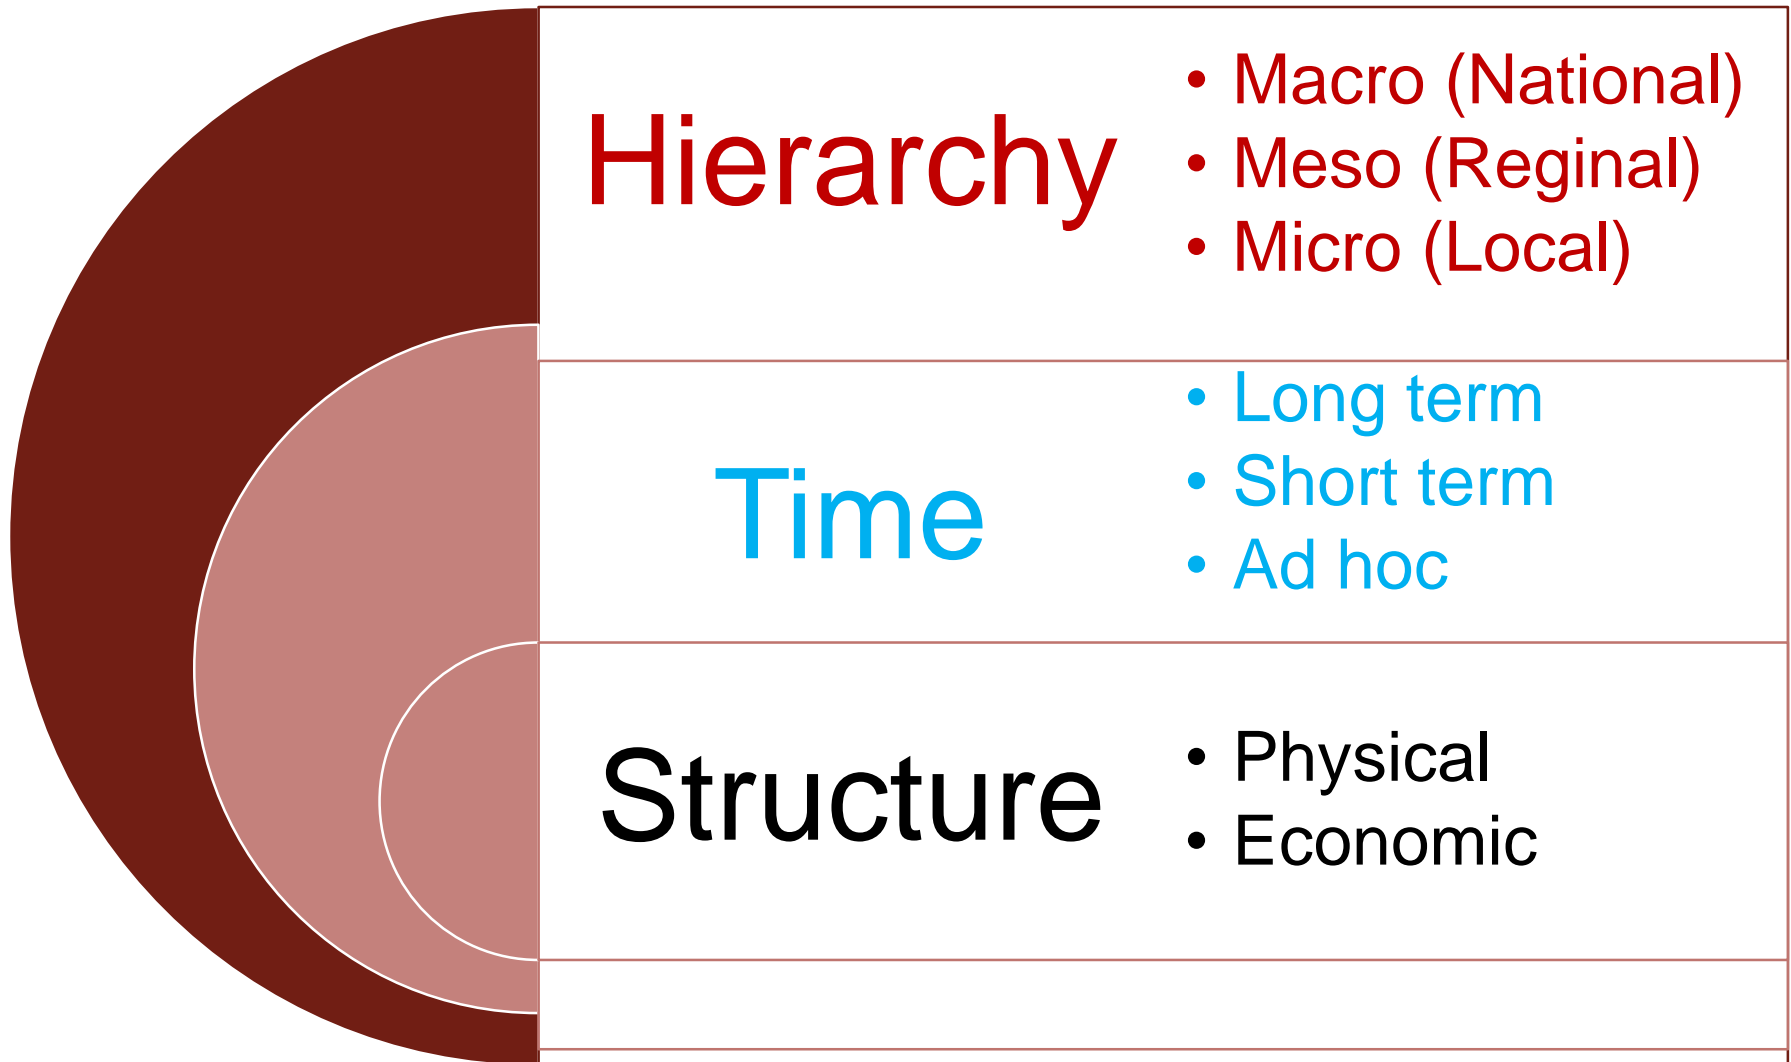 Hierarchy
• Macro (National)
• Meso (Reginal)
• Micro (Local)
Time
• Long term
• Short term
• Ad hoc
Structure
• Physical
• Economic